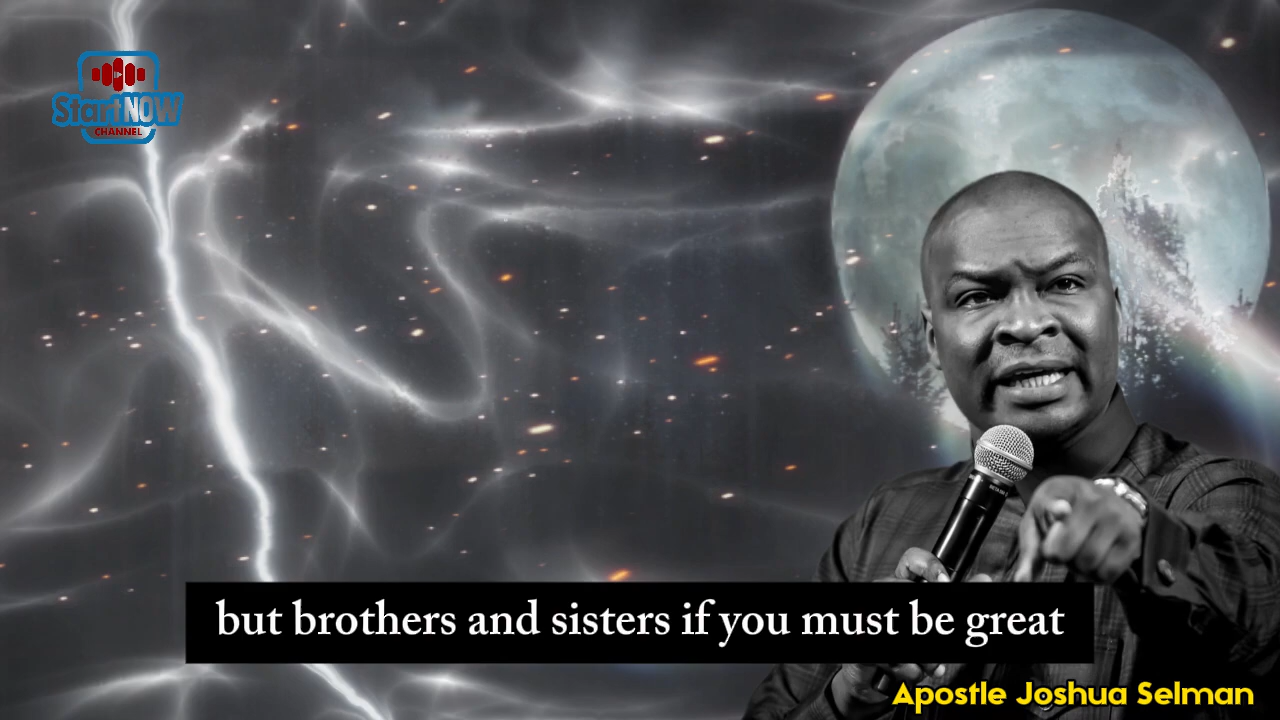 StartNOW
CHANNEL
but brothers and sisters if you must be great
Apostle Joshua Selman